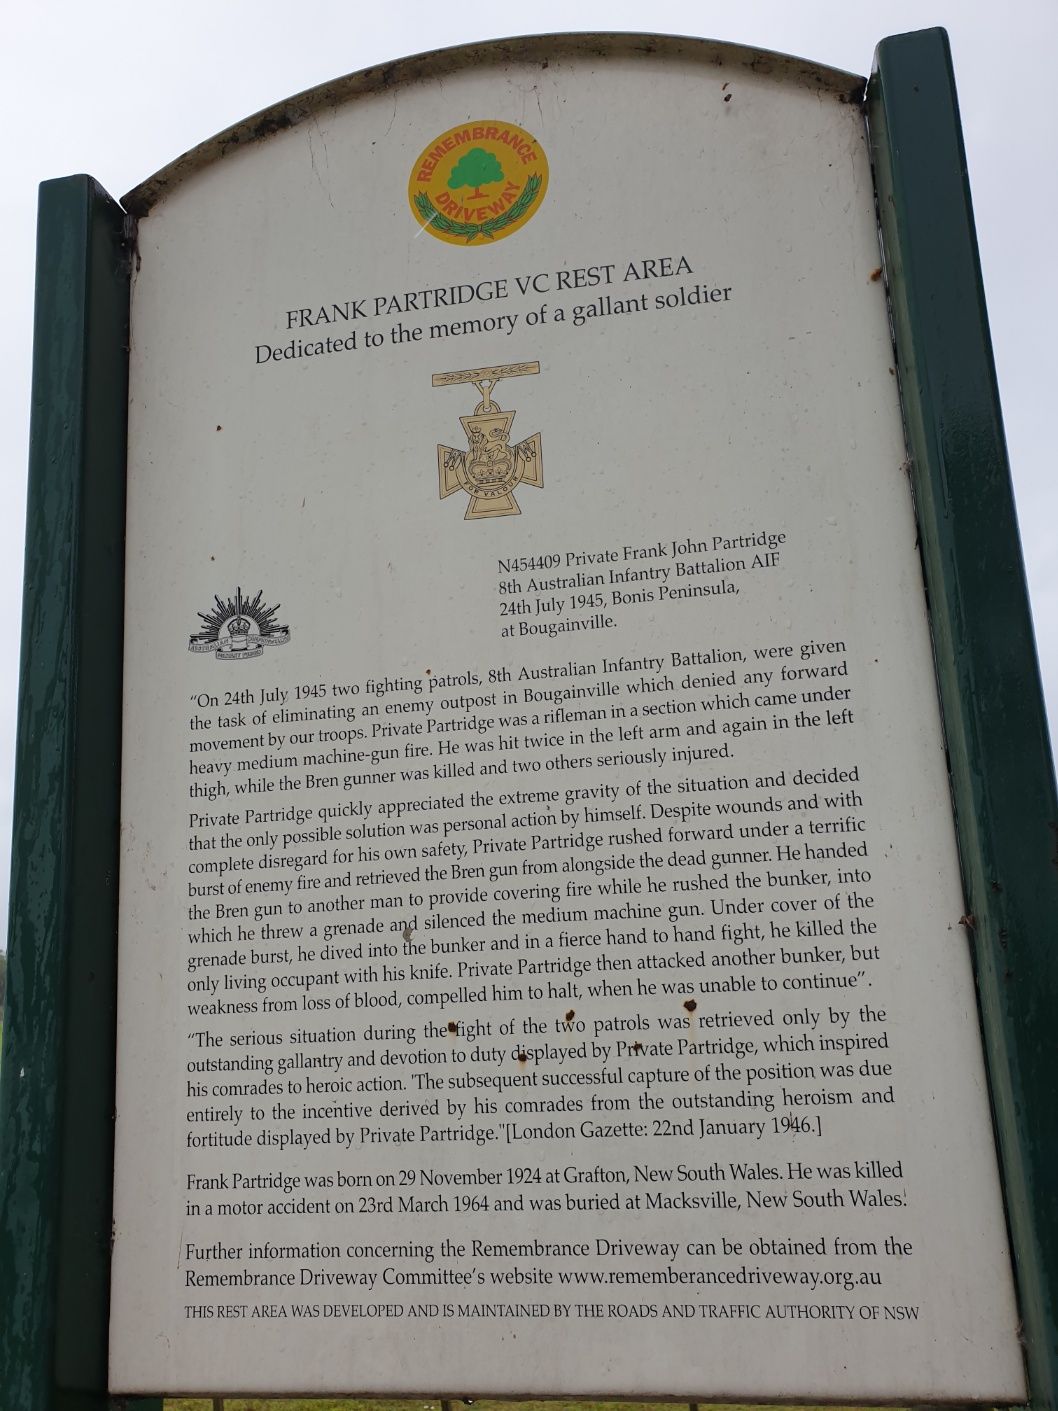 REMEMBRANCE
DRIVEWAY
FRANK PARTRIDGE VC REST AREA
Dedicated to the memory of a gallant soldier
FOR VALOUR
N454409 Private Frank John Partridge
8th Australian Infantry Battalion AIF
24th July 1945, Bonis Peninsula,
at Bougainville.
“On 24th July 1945 two fighting patrols, 8th Australian Infantry Battalion, were given
the task of eliminating an enemy outpost in Bougainville which denied any forward
movement by our troops. Private Partridge was a rifleman in a section which came under
heavy medium machine-gun fire. He was hit twice in the left arm and again in the left
thigh, while the Bren gunner was killed and two others seriously injured.
Private Partridge quickly appreciated the extreme gravity of the situation and decided
that the only possible solution was personal action by himself. Despite wounds and with
complete disregard for his own safety, Private Partridge rushed forward under a terrific
burst of enemy fire and retrieved the Bren gun from alongside the dead gunner. He handed
the Bren gun to another man to provide covering fire while he rushed the bunker, into
which he threw a grenade and silenced the medium machine gun. Under cover of the
grenade burst, he dived into the bunker and in a fierce hand to hand fight, he killed the
only living occupant with his knife. Private Partridge then attacked another bunker, but
weakness from loss of blood, compelled him to halt, when he was unable to continue”.
“The serious situation during the fight of the two patrols was retrieved only by the
outstanding gallantry and devotion to duty displayed by Private Partridge, which inspired
his comrades to heroic action. 'The subsequent successful capture of the position was due
entirely to the incentive derived by his comrades from the outstanding heroism and
fortitude displayed by Private Partridge."[London Gazette: 22nd January 1946.]
Frank Partridge was born on 29 November 1924 at Grafton, New South Wales. He was killed
in a motor accident on 23rd March 1964 and was buried at Macksville, New South Wales.
Further information concerning the Remembrance Driveway can be obtained from the
Remembrance Driveway Committee’s website www.rememberancedriveway.org.au
THIS REST AREA WAS DEVELOPED AND IS MAINTAINED BY THE ROADS AND TRAFFIC AUTHORITY OF NSW